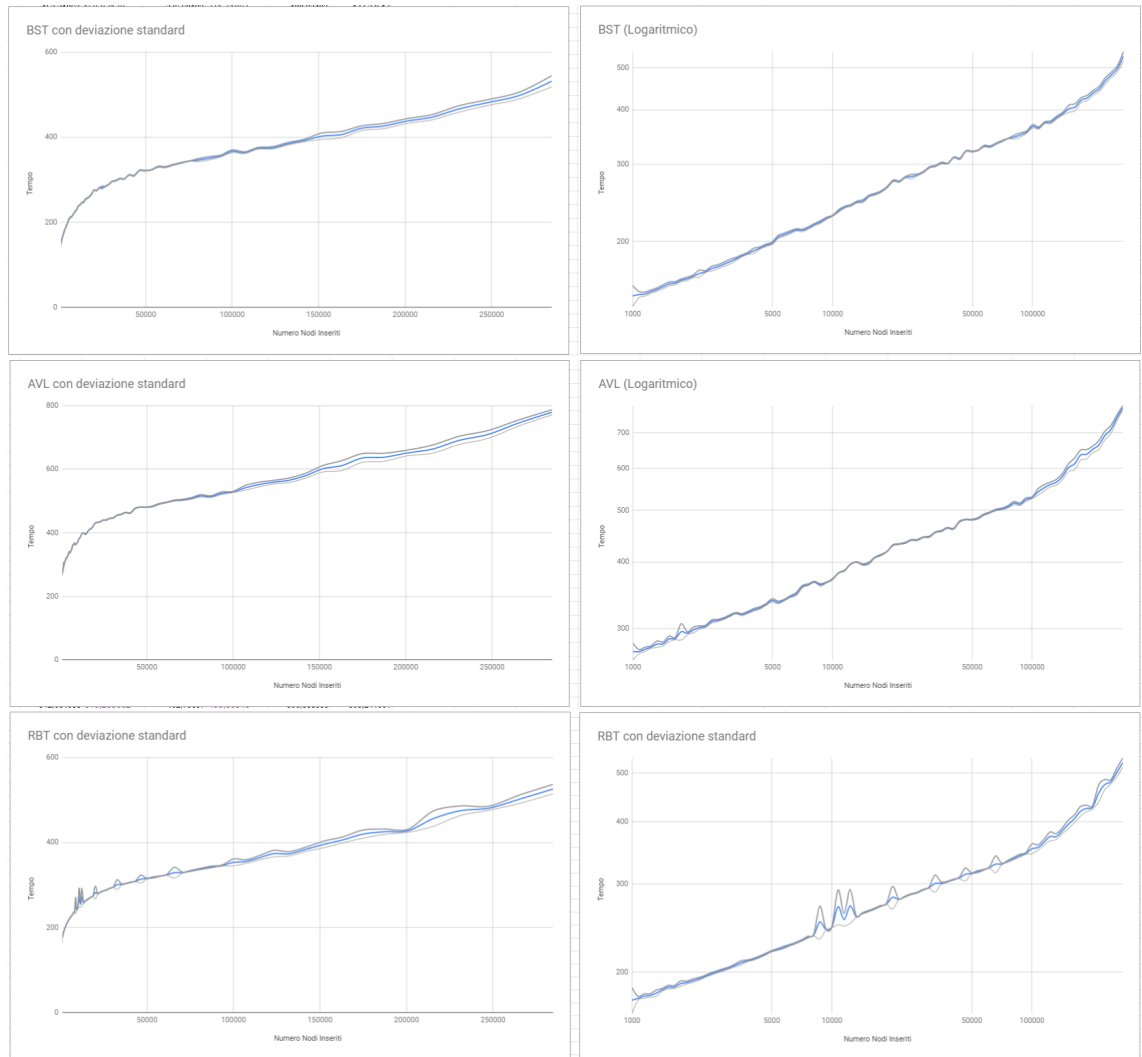 BST con deviazione standard
600
400
200
0
Tempo
50000 100000 150000 200000 250000
Numero Nodi Inseriti
BST (Logaritmico)
500
400
300
200
Tempo
1000 5000 10000 50000 100000
Numero Nodi Inseriti
AVL con deviazione standard
800
600
400
200
0
Tempo
50000 100000 150000 200000 250000
Numero Nodi Inseriti
AVL (Logaritmico)
700
600
500
400
300
Tempo
1000 5000 10000 50000 100000
Numero Nodi Inseriti
RBT con deviazione standard
600
400
200
0
Tempo
50000 100000 150000 200000 250000
Numero Nodi Inseriti
RBT con deviazione standard
500
400
300
200
Tempo
1000 5000 10000 50000 100000
Numero Nodi Inseriti